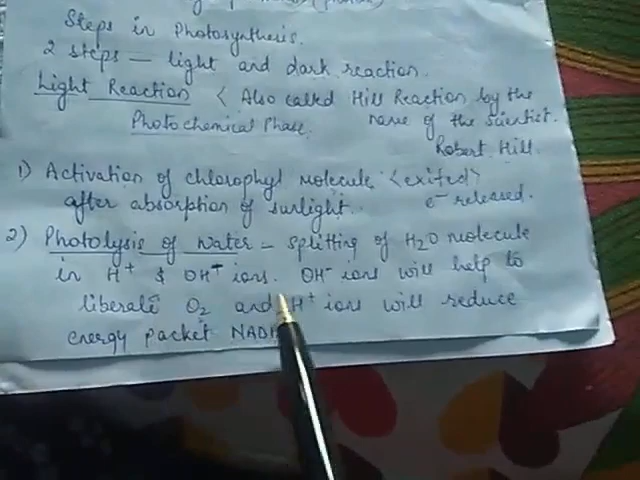 Steps in Photosynthesis.
2 steps — light and dark reaction.
Light Reaction < Also called Hill Reaction by the
Photochemical Phase. name of the scientist.
Robert Hill.
1) Activation of chlorophyl molecule <exited>
after absorption of sunlight. e⁻ released.
2) Photolysis of water - splitting of H₂O molecule
in H⁺ & OH⁺ ions. OH⁻ ions will help to
liberate O₂ and H⁺ ions will reduce
energy packet